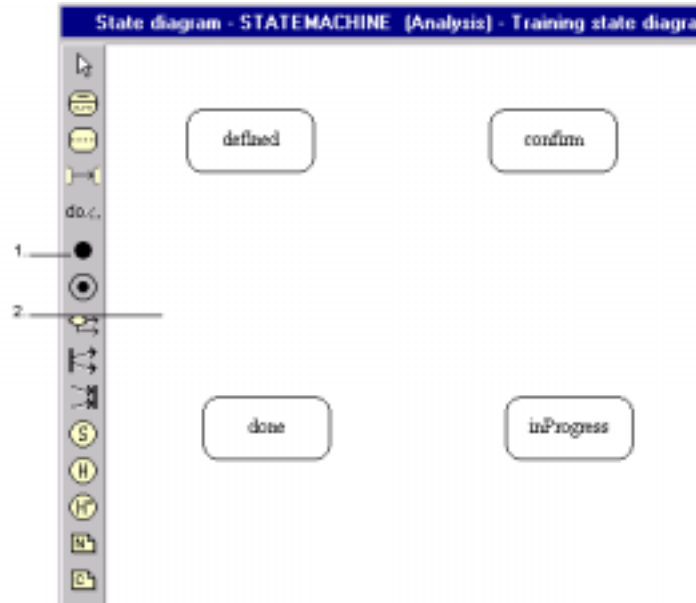 State diagram - STATEMACHINE (Analysis) - Training state diagra
defined
confirm
do.c.
1
2
done
inProgress
S
H
H*
N
C